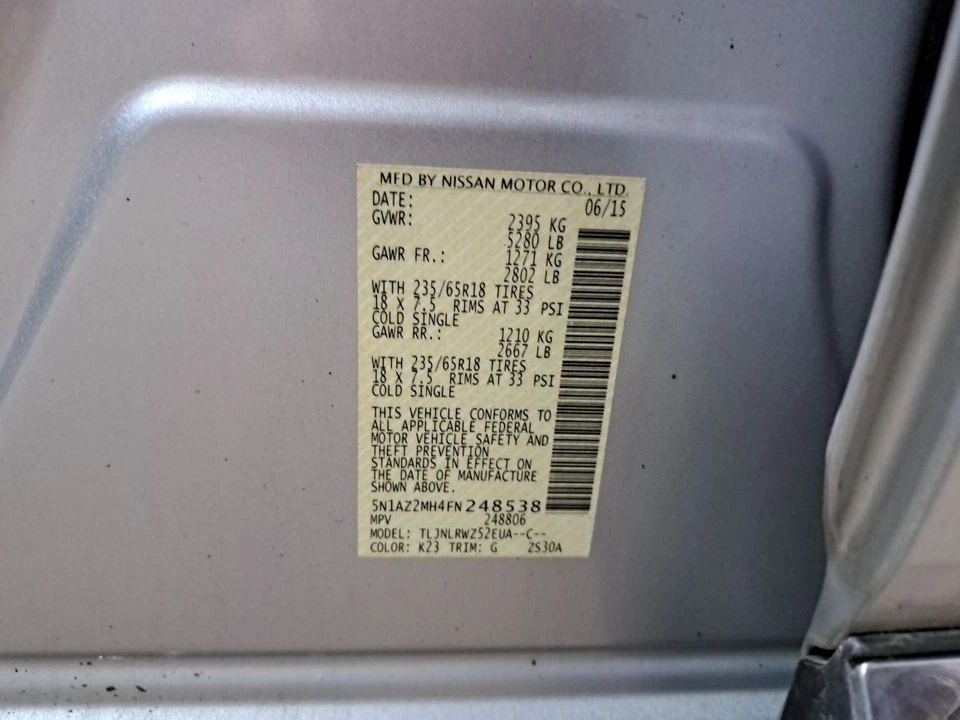 MFD BY NISSAN MOTOR CO., LTD.
DATE: 06/15
GVWR: 2395 KG
5280 LB
GAWR FR.: 1271 KG
2802 LB
WITH 235/65R18 TIRES
18 X 7.5 RIMS AT 33 PSI
COLD SINGLE
GAWR RR.: 1210 KG
2667 LB
WITH 235/65R18 TIRES
18 X 7.5 RIMS AT 33 PSI
COLD SINGLE
THIS VEHICLE CONFORMS TO
ALL APPLICABLE FEDERAL
MOTOR VEHICLE SAFETY AND
THEFT PREVENTION
STANDARDS IN EFFECT ON
THE DATE OF MANUFACTURE
SHOWN ABOVE.
5N1AZ2MH4FN248538
MPV 248806
MODEL: TLJNLRWZ52EUA--C--
COLOR: K23 TRIM: G 2S30A